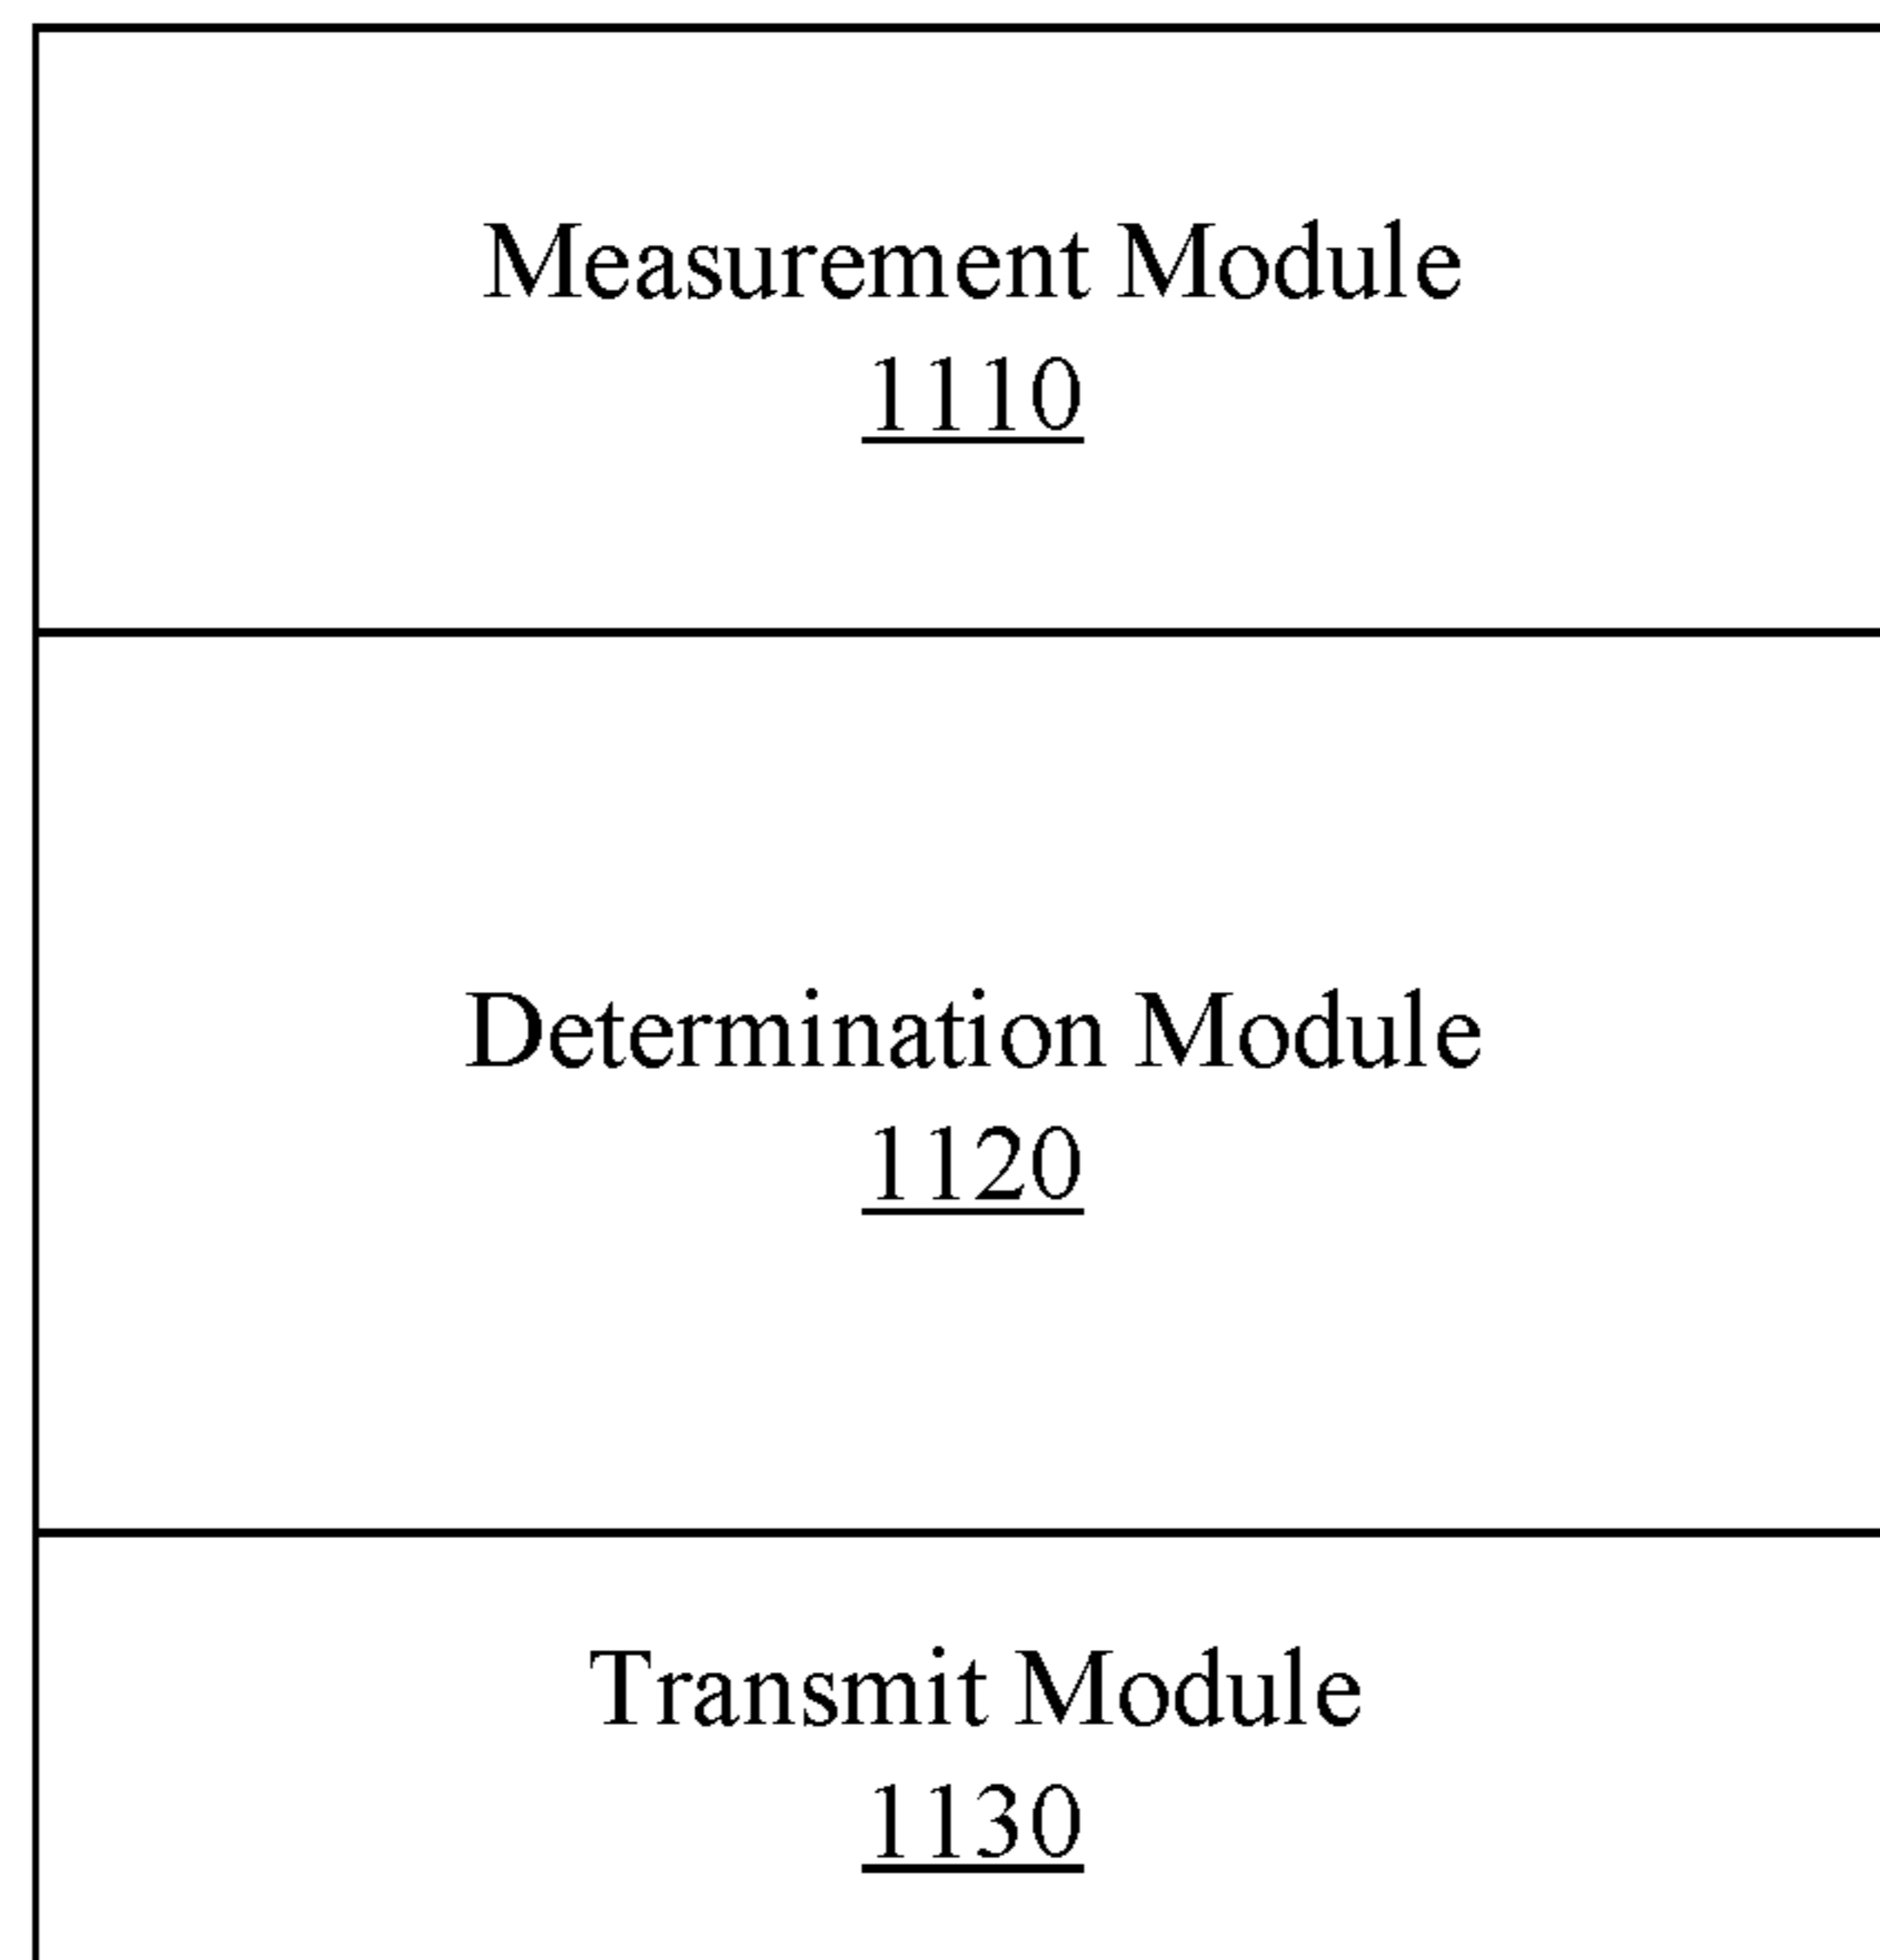 Measurement Module
1110
Determination Module
1120
Transmit Module
1130